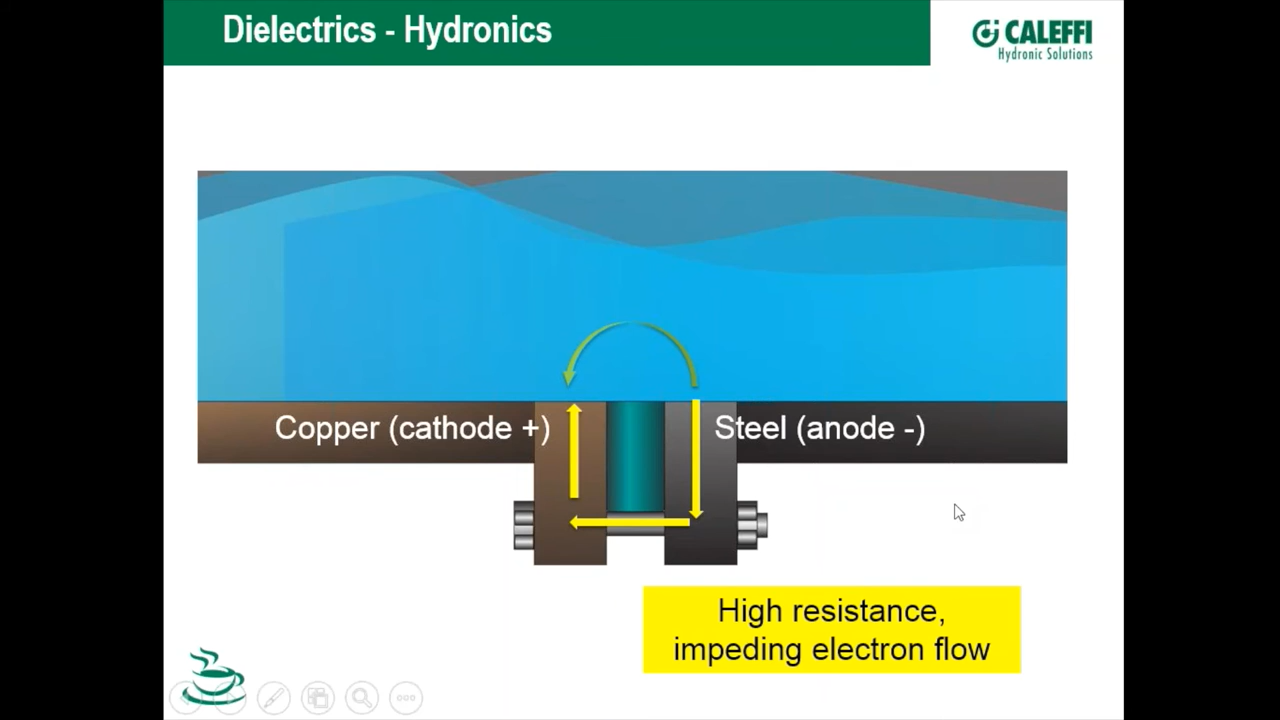 Dielectrics - Hydronics
CALEFFI
Hydronic Solutions
Copper (cathode +)
Steel (anode -)
High resistance,
impeding electron flow